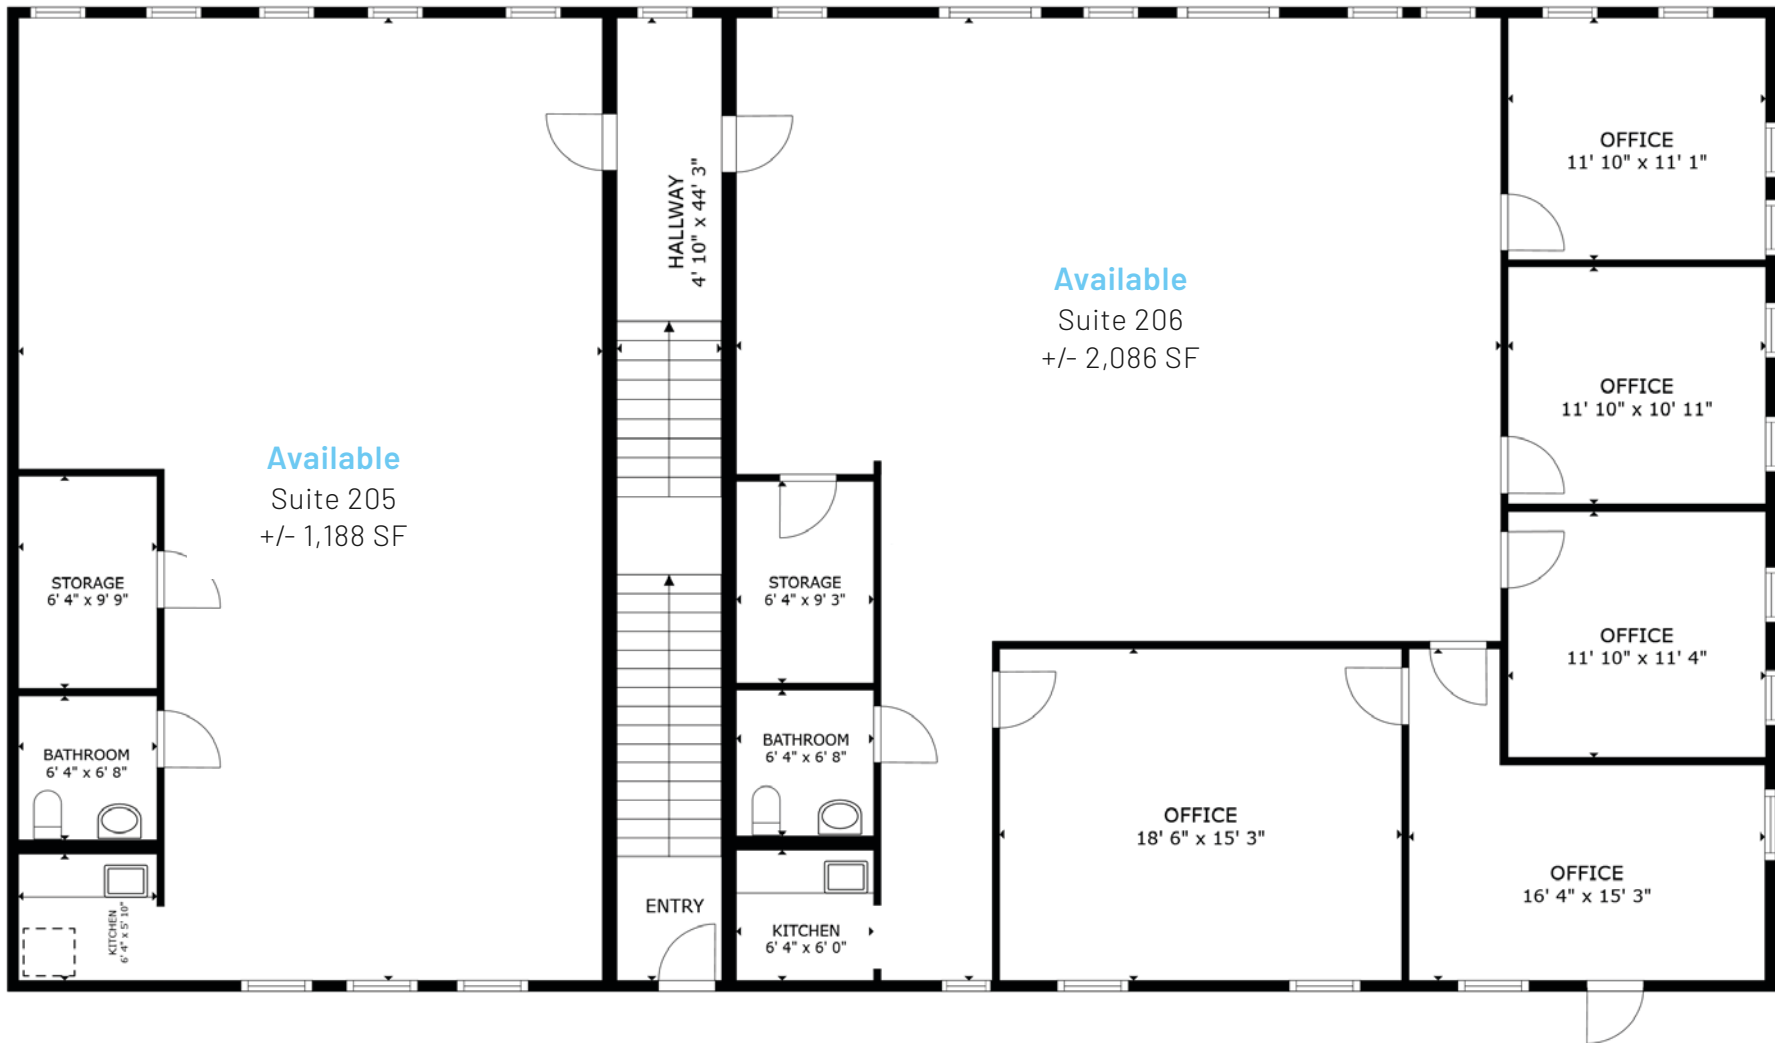 Available
Suite 205
+/- 1,188 SF
STORAGE
6' 4" x 9' 9"
BATHROOM
6' 4" x 6' 8"
KITCHEN
6' 4" x 5' 10"
HALLWAY
4' 10" x 44' 3"
ENTRY
Available
Suite 206
+/- 2,086 SF
STORAGE
6' 4" x 9' 3"
BATHROOM
6' 4" x 6' 8"
KITCHEN
6' 4" x 6' 0"
OFFICE
11' 10" x 11' 1"
OFFICE
11' 10" x 10' 11"
OFFICE
11' 10" x 11' 4"
OFFICE
18' 6" x 15' 3"
OFFICE
16' 4" x 15' 3"